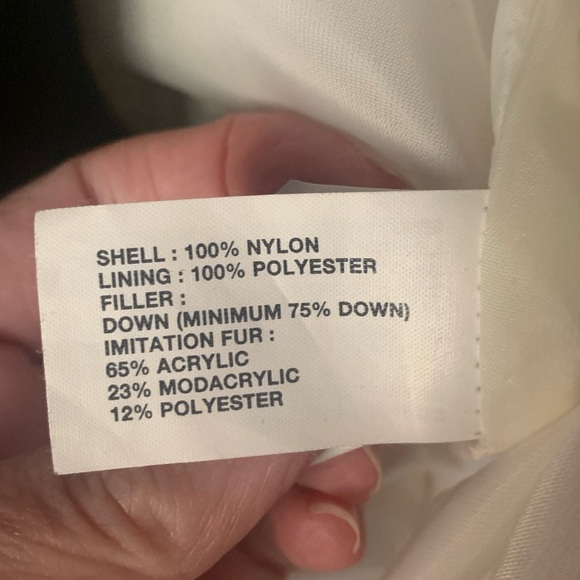 SHELL : 100% NYLON
LINING : 100% POLYESTER
FILLER :
DOWN (MINIMUM 75% DOWN)
IMITATION FUR :
65% ACRYLIC
23% MODACRYLIC
12% POLYESTER